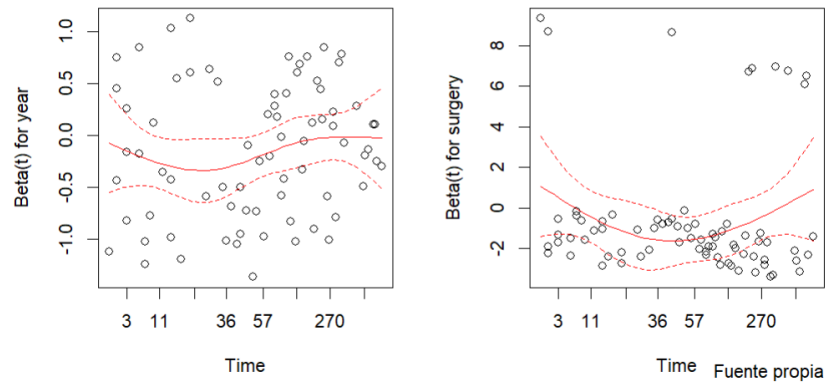 Beta(t) for year
1.0
0.5
0.0
-0.5
-1.0
3 11 36 57 270
Time
Beta(t) for surgery
8
6
4
2
0
-2
3 11 36 57 270
Time
Fuente propia